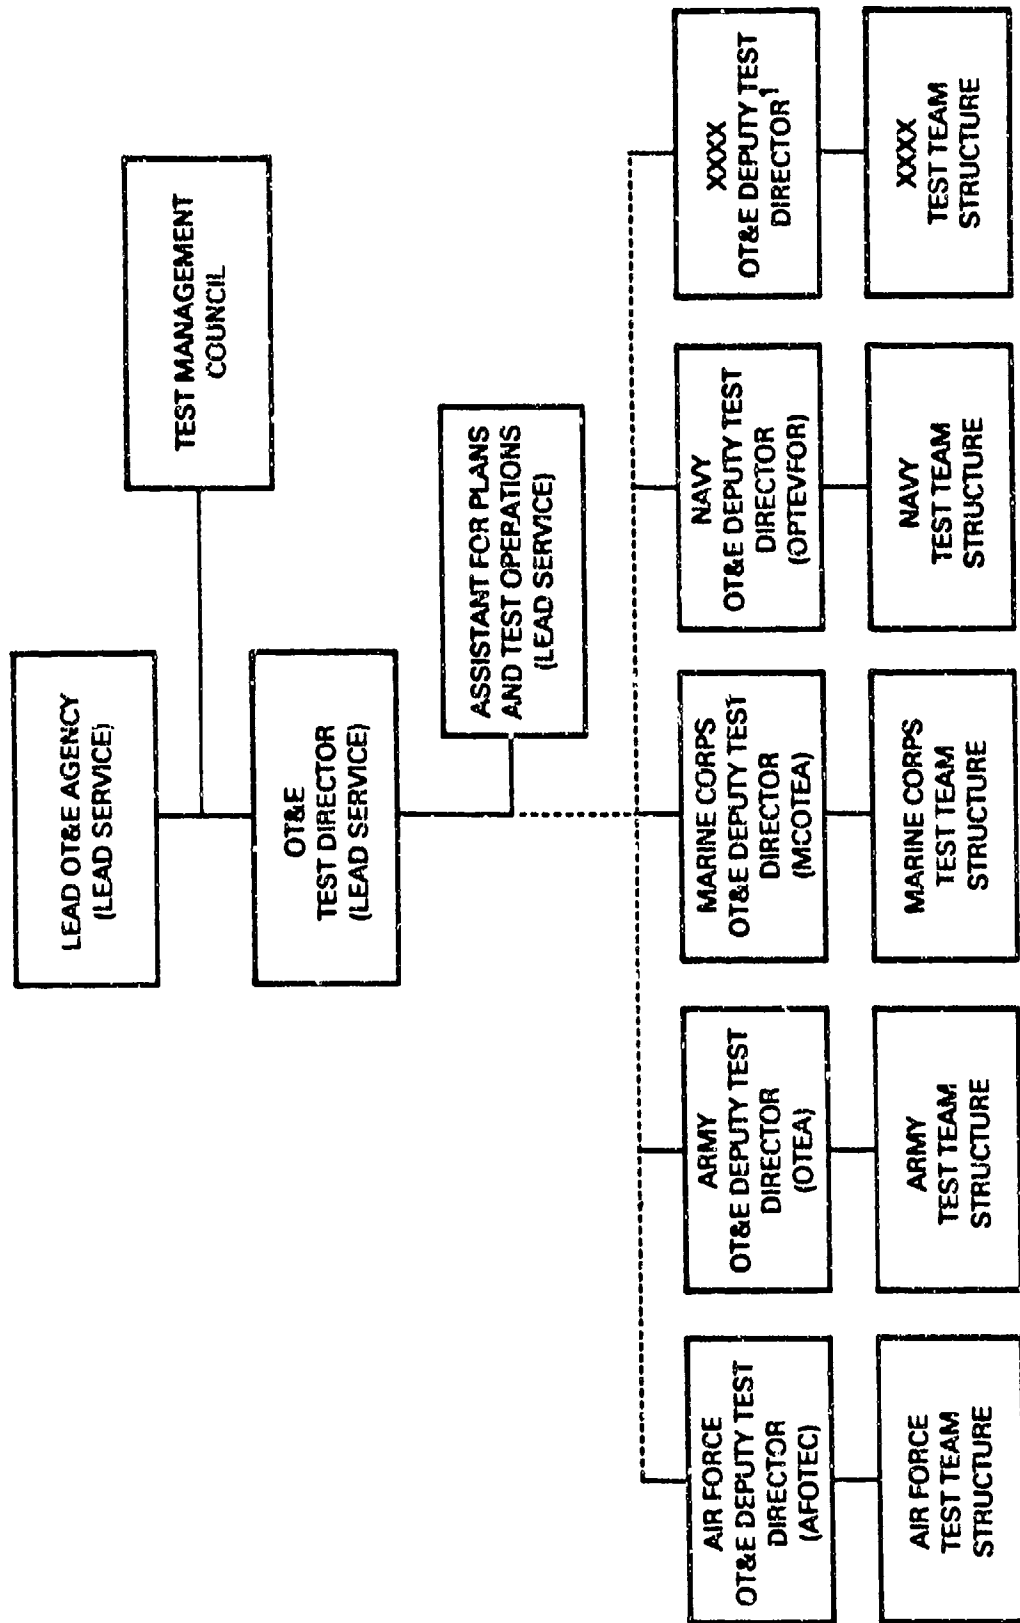 LEAD OT&E AGENCY
(LEAD SERVICE)
TEST MANAGEMENT
COUNCIL
OT&E
TEST DIRECTOR
(LEAD SERVICE)
ASSISTANT FOR PLANS
AND TEST OPERATIONS
(LEAD SERVICE)
AIR FORCE
OT&E DEPUTY TEST
DIRECTOR
(AFOTEC)
ARMY
OT&E DEPUTY TEST
DIRECTOR
(OTEA)
MARINE CORPS
OT&E DEPUTY TEST
DIRECTOR
(MCOTEA)
NAVY
OT&E DEPUTY TEST
DIRECTOR
(OPTEVFOR)
XXXX
OT&E DEPUTY TEST
DIRECTOR¹
AIR FORCE
TEST TEAM
STRUCTURE
ARMY
TEST TEAM
STRUCTURE
MARINE CORPS
TEST TEAM
STRUCTURE
NAVY
TEST TEAM
STRUCTURE
XXXX
TEST TEAM
STRUCTURE